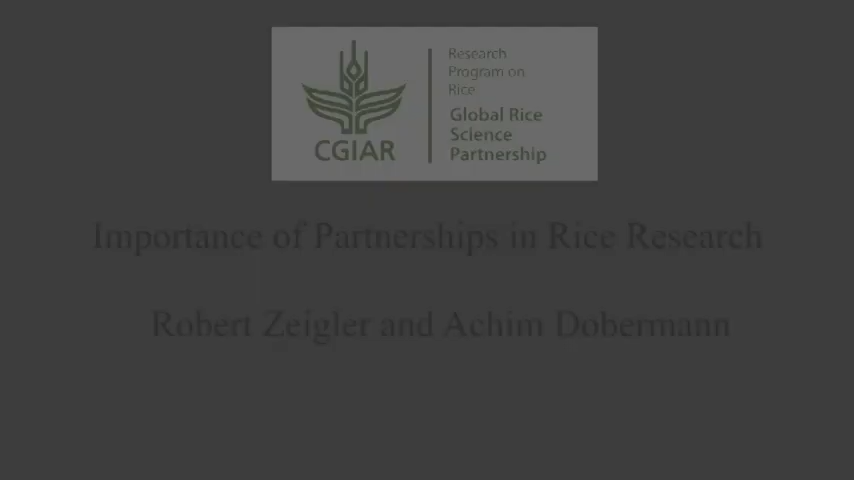 Research
Program on
Rice
Global Rice
Science
Partnership
CGIAR
Importance of Partnerships in Rice Research
Robert Zeigler and Achim Dobermann